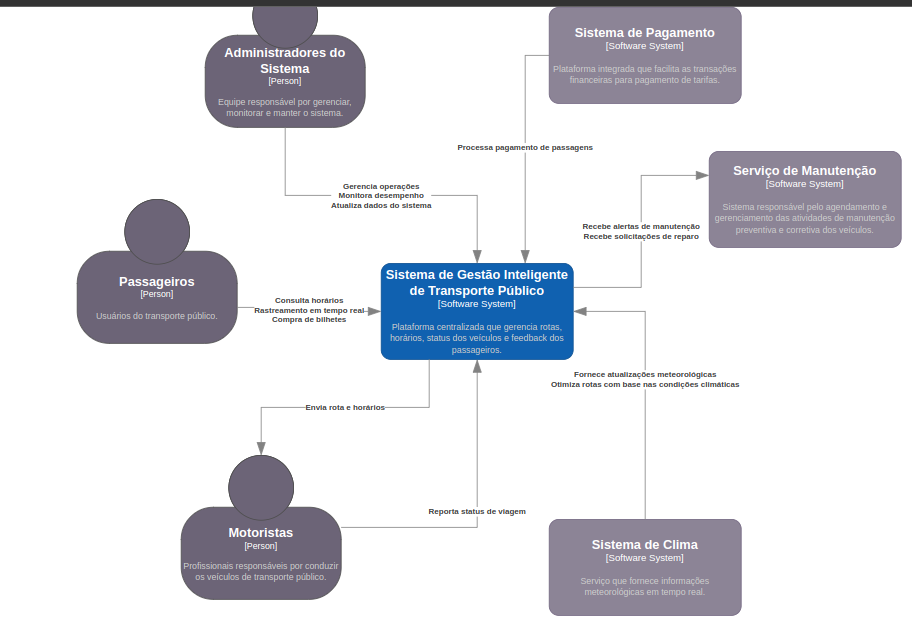 Administradores do
Sistema
[Person]
Equipe responsável por gerenciar,
monitorar e manter o sistema.
Sistema de Pagamento
[Software System]
Plataforma integrada que facilita as transações
financeiras para pagamento de tarifas.
Processa pagamento de passagens
Serviço de Manutenção
[Software System]
Sistema responsável pelo agendamento e
gerenciamento das atividades de manutenção
preventiva e corretiva dos veículos.
Gerencia operações
Monitora desempenho
Atualiza dados do sistema
Recebe alertas de manutenção
Recebe solicitações de reparo
Passageiros
[Person]
Usuários do transporte público.
Consulta horários
Rastreamento em tempo real
Compra de bilhetes
Sistema de Gestão Inteligente
de Transporte Público
[Software System]
Plataforma centralizada que gerencia rotas,
horários, status dos veículos e feedback dos
passageiros.
Fornece atualizações meteorológicas
Otimiza rotas com base nas condições climáticas
Envia rota e horários
Reporta status de viagem
Motoristas
[Person]
Profissionais responsáveis por conduzir
os veículos de transporte público.
Sistema de Clima
[Software System]
Serviço que fornece informações
meteorológicas em tempo real.